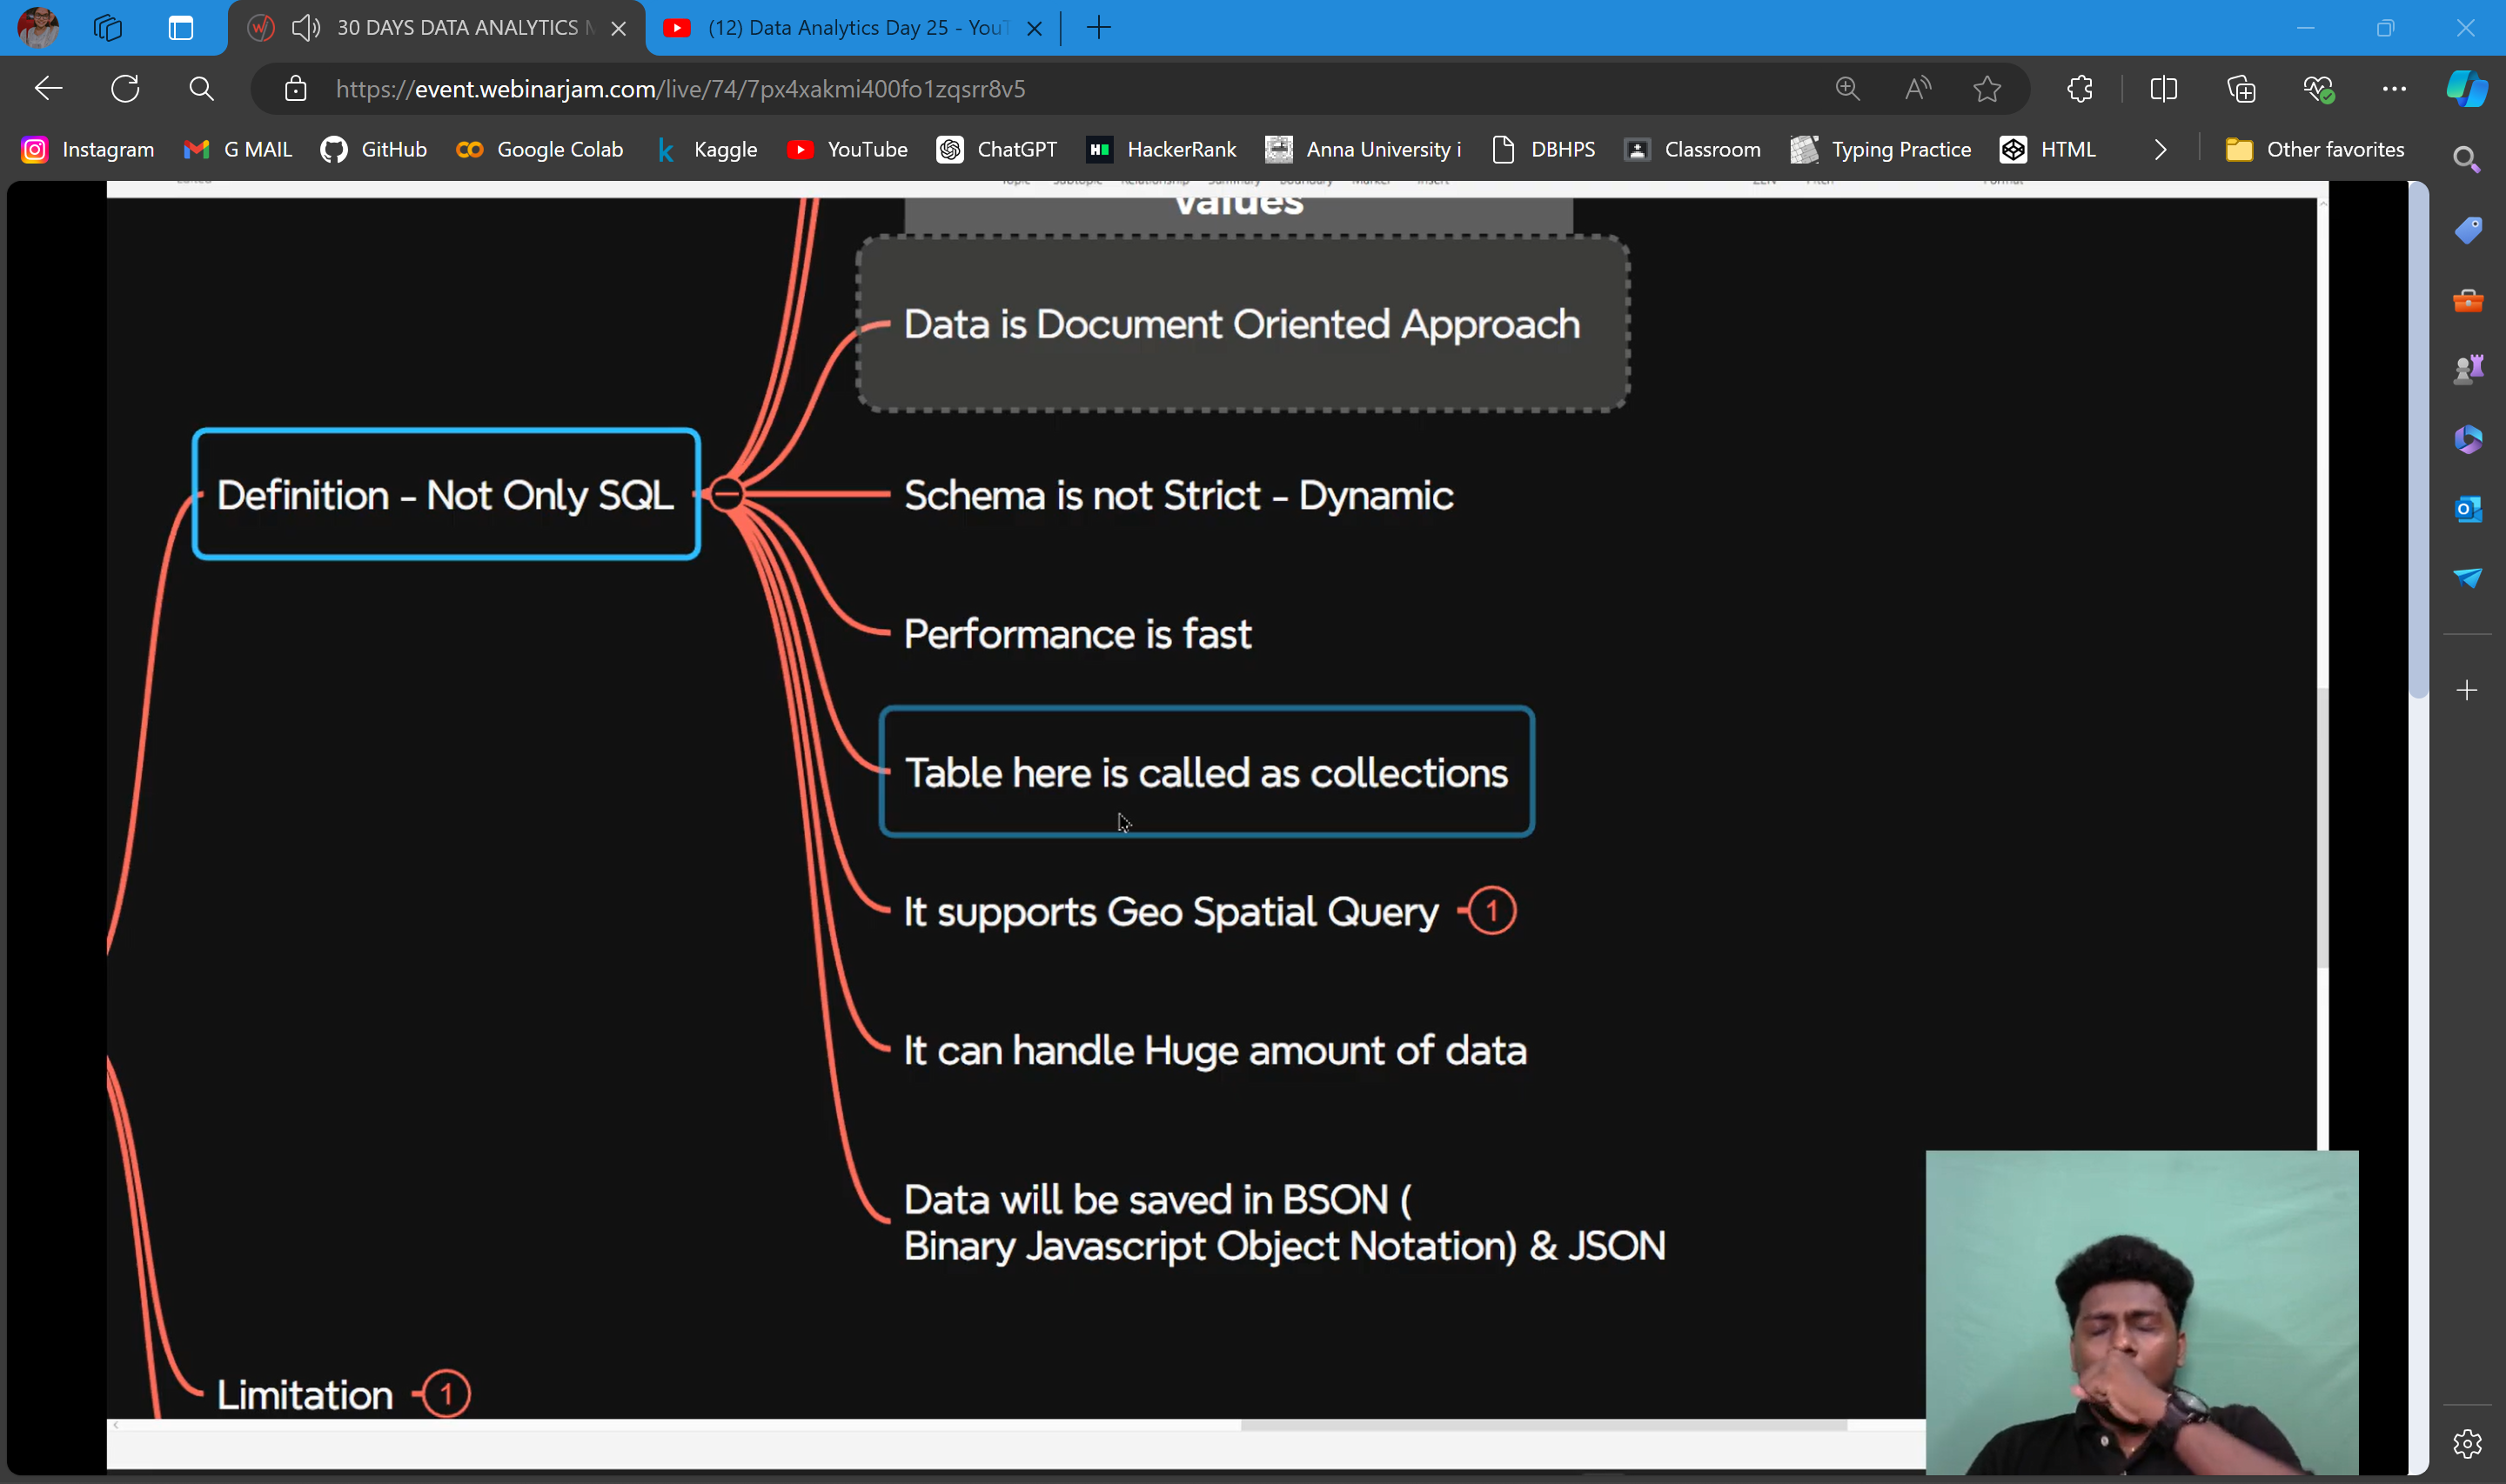 30 DAYS DATA ANALYTICS
(12) Data Analytics Day 25 - You
https://event.webinarjam.com/live/74/7px4xakmi400fo1zqsrr8v5
Instagram G MAIL GitHub Google Colab Kaggle YouTube ChatGPT HackerRank Anna University i DBHPS Classroom Typing Practice HTML Other favorites
Values
Data is Document Oriented Approach
Definition - Not Only SQL
Schema is not Strict - Dynamic
Performance is fast
Table here is called as collections
It supports Geo Spatial Query 1
It can handle Huge amount of data
Data will be saved in BSON (
Binary Javascript Object Notation) & JSON
Limitation 1